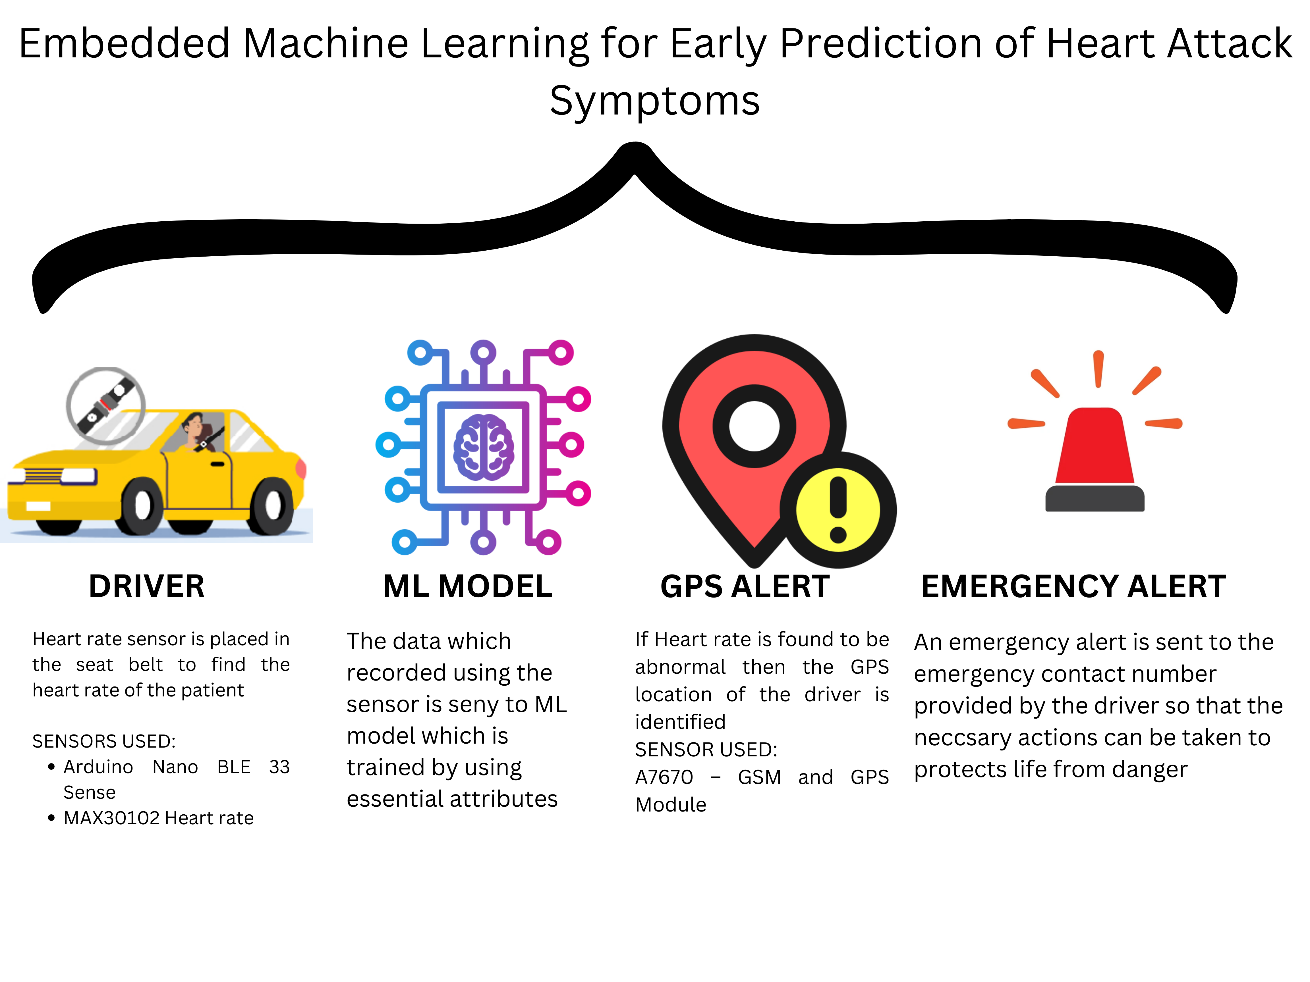 Embedded Machine Learning for Early Prediction of Heart Attack
Symptoms
DRIVER
Heart rate sensor is placed in
the seat belt to find the
heart rate of the patient
SENSORS USED:
• Arduino Nano BLE 33
Sense
• MAX30102 Heart rate
ML MODEL
The data which
recorded using the
sensor is seny to ML
model which is
trained by using
essential attributes
GPS ALERT
If Heart rate is found to be
abnormal then the GPS
location of the driver is
identified
SENSOR USED:
A7670 – GSM and GPS
Module
EMERGENCY ALERT
An emergency alert is sent to the
emergency contact number
provided by the driver so that the
neccsary actions can be taken to
protects life from danger